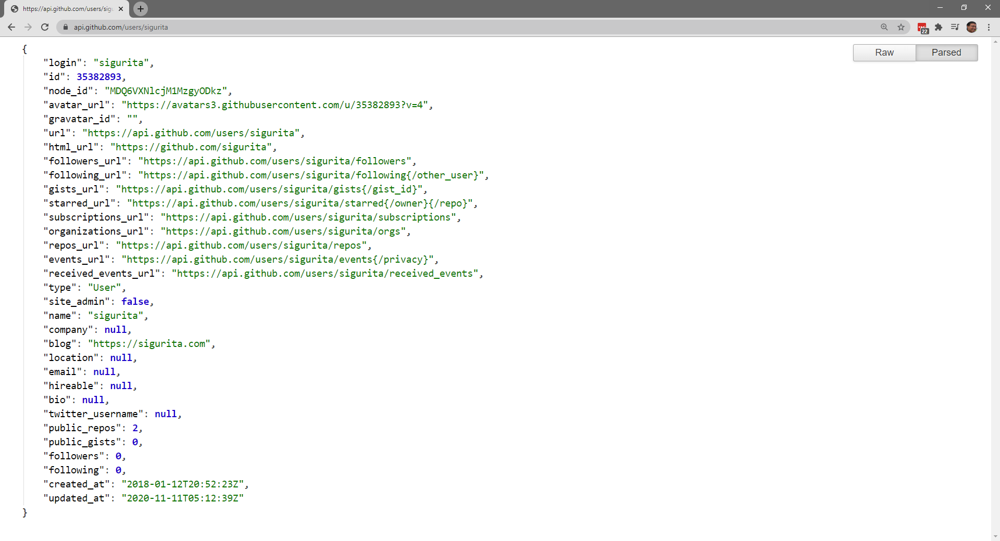 https://api.github.com/users/sig
api.github.com/users/sigurita
22
Raw
Parsed
{
"login": "sigurita",
"id": 35382893,
"node_id": "MDQ6VXNlcjM1MzgyODkz",
"avatar_url": "https://avatars3.githubusercontent.com/u/35382893?v=4",
"gravatar_id": "",
"url": "https://api.github.com/users/sigurita",
"html_url": "https://github.com/sigurita",
"followers_url": "https://api.github.com/users/sigurita/followers",
"following_url": "https://api.github.com/users/sigurita/following{/other_user}",
"gists_url": "https://api.github.com/users/sigurita/gists{/gist_id}",
"starred_url": "https://api.github.com/users/sigurita/starred{/owner}{/repo}",
"subscriptions_url": "https://api.github.com/users/sigurita/subscriptions",
"organizations_url": "https://api.github.com/users/sigurita/orgs",
"repos_url": "https://api.github.com/users/sigurita/repos",
"events_url": "https://api.github.com/users/sigurita/events{/privacy}",
"received_events_url": "https://api.github.com/users/sigurita/received_events",
"type": "User",
"site_admin": false,
"name": "sigurita",
"company": null,
"blog": "https://sigurita.com",
"location": null,
"email": null,
"hireable": null,
"bio": null,
"twitter_username": null,
"public_repos": 2,
"public_gists": 0,
"followers": 0,
"following": 0,
"created_at": "2018-01-12T20:52:23Z",
"updated_at": "2020-11-11T05:12:39Z"
}